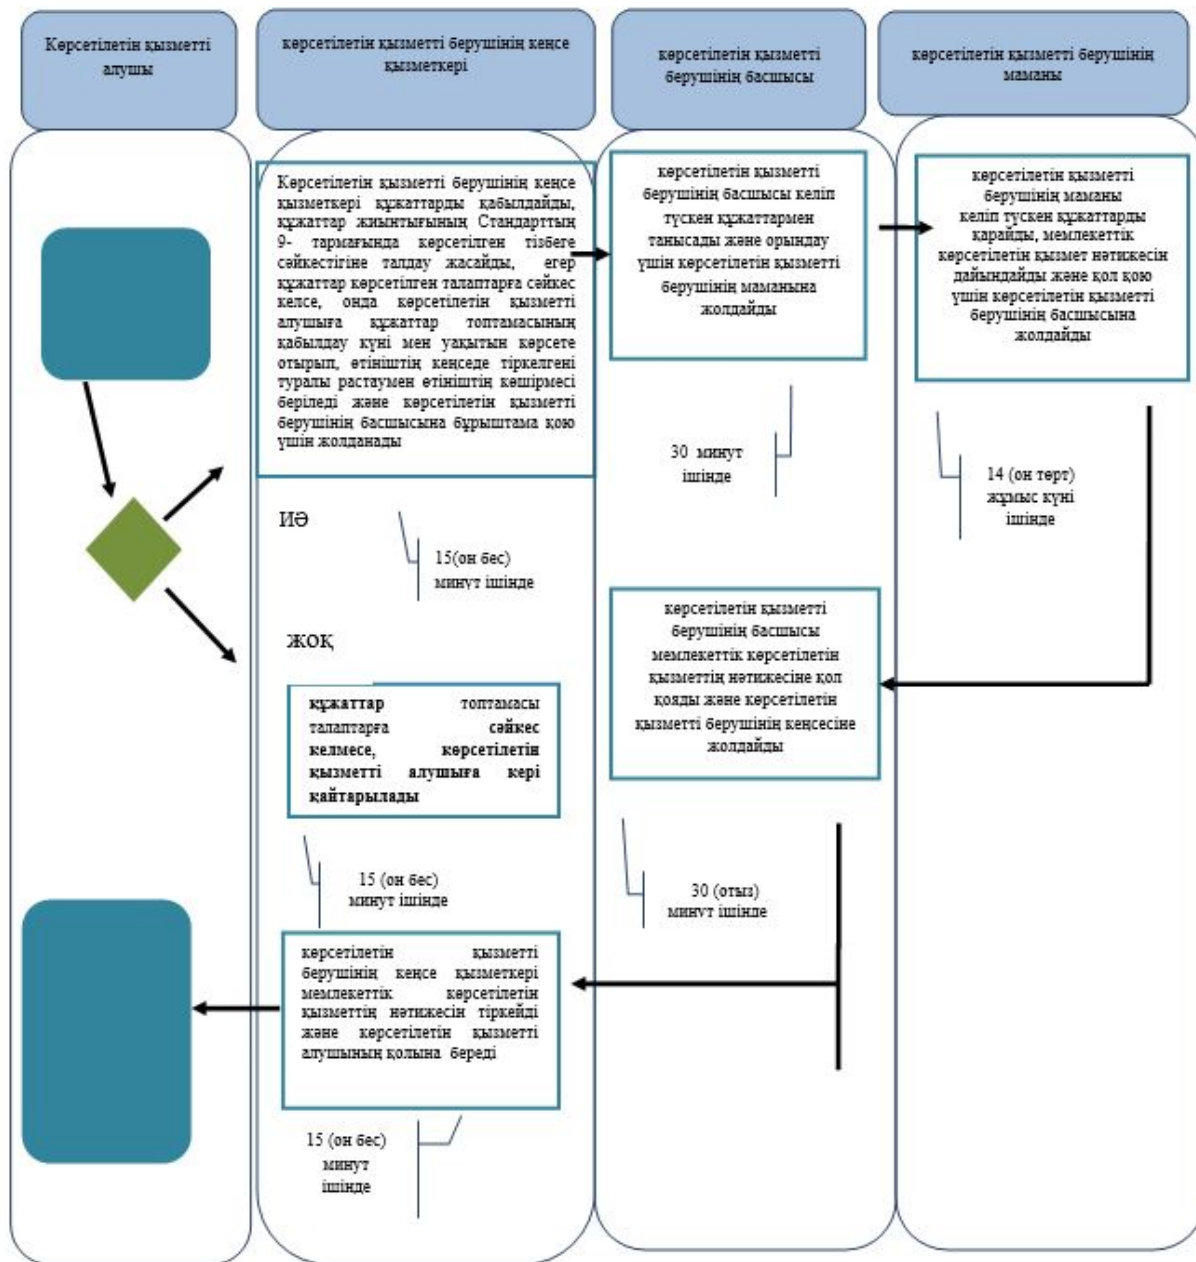 Көрсетілетін қызметті
алушы
көрсетілетін қызметті берушінің кеңсе
қызметкері
көрсетілетін қызметті
берушінің басшысы
көрсетілетін қызметті берушінің
маманы
Көрсетілетін қызметті берушінің кеңсе
қызметкері құжаттарды қабылдайды,
құжаттар жиынтығының Стандарттың
9- тармағында көрсетілген тізбеге
сәйкестігіне талдау жасайды, егер
құжаттар көрсетілген талаптарға сәйкес
келсе, онда көрсетілетін қызметті
алушыға құжаттар топтамасының
қабылдау күні мен уақытын көрсете
отырып, өтініштің кеңседе тіркелгені
туралы растаумен өтініштің көшірмесі
беріледі және көрсетілетін қызметті
берушінің басшысына бұрыштама қою
үшін жолданады
көрсетілетін қызметті
берушінің басшысы келіп
түскен құжаттармен
танысады және орындау
үшін көрсетілетін қызметті
берушінің маманына
жолдайды
көрсетілетін қызметті
берушінің маманы
келіп түскен құжаттарды
қарайды, мемлекеттік
көрсетілетін қызмет нәтижесін
дайындайды және қол қою
үшін көрсетілетін қызметті
берушінің басшысына
жолдайды
30 минут
ішінде
14 (он төрт)
жұмыс күні
ішінде
ИӘ
15(он бес)
минут ішінде
ЖОҚ
құжаттар топтамасы
талаптарға сәйкес
келмесе, көрсетілетін
қызметті алушыға кері
қайтарылады
көрсетілетін қызметті
берушінің басшысы
мемлекеттік көрсетілетін
қызметтің нәтижесіне қол
қояды және көрсетілетін
қызметті берушінің кеңсесіне
жолдайды
15 (он бес)
минут ішінде
30 (отыз)
минут ішінде
көрсетілетін қызметті
берушінің кеңсе қызметкері
мемлекеттік көрсетілетін
қызметтің нәтижесін тіркейді
және көрсетілетін қызметті
алушының қолына береді
15 (он бес)
минут
ішінде